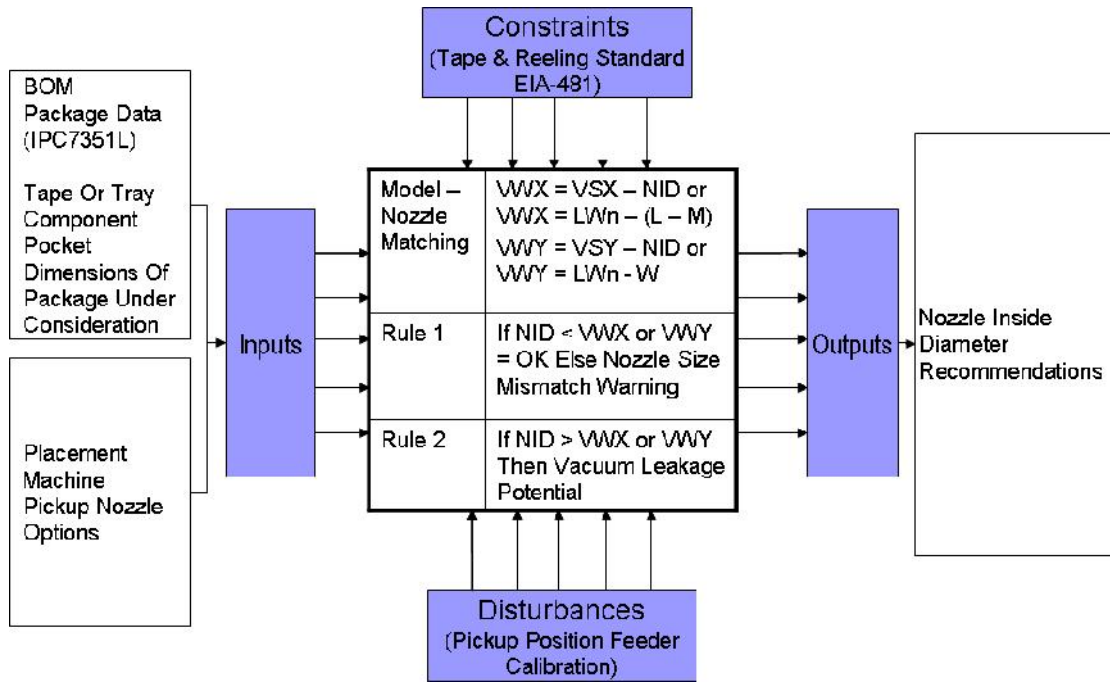 Constraints
(Tape & Reeling Standard
EIA-481)
BOM
Package Data
(IPC7351L)
Tape Or Tray
Component
Pocket
Dimensions Of
Package Under
Consideration
Placement
Machine
Pickup Nozzle
Options
Inputs
Model –
Nozzle
Matching
VWX = VSX – NID or
VWX = LWn – (L – M)
VWY = VSY – NID or
VWY = LWn - W
Rule 1
If NID < VWX or VWY
= OK Else Nozzle Size
Mismatch Warning
Rule 2
If NID > VWX or VWY
Then Vacuum Leakage
Potential
Outputs
Nozzle Inside
Diameter
Recommendations
Disturbances
(Pickup Position Feeder
Calibration)